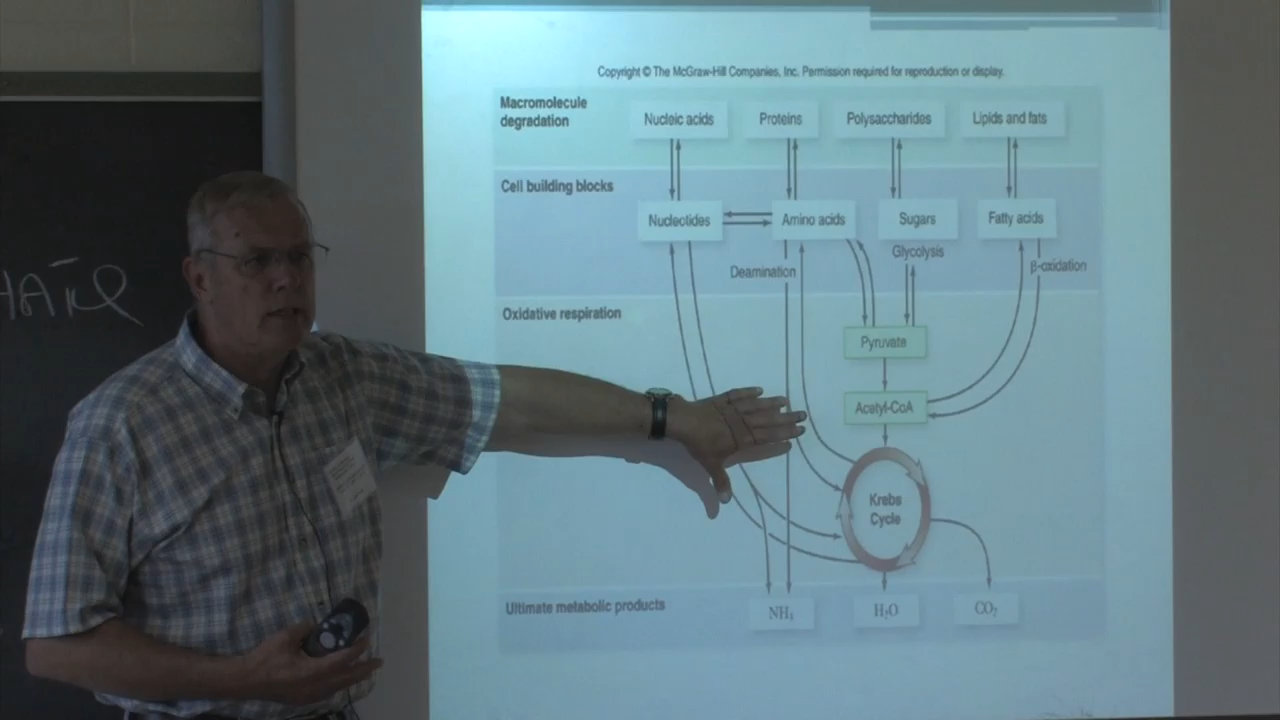 Copyright © The McGraw-Hill Companies, Inc. Permission required for reproduction or display.
Macromolecule
degradation
Nucleic acids
Proteins
Polysaccharides
Lipids and fats
Cell building blocks
Nucleotides
Amino acids
Sugars
Fatty acids
Glycolysis
Deamination
β-oxidation
Oxidative respiration
Pyruvate
Acetyl-CoA
Krebs
Cycle
Ultimate metabolic products
H₂O
CO₂